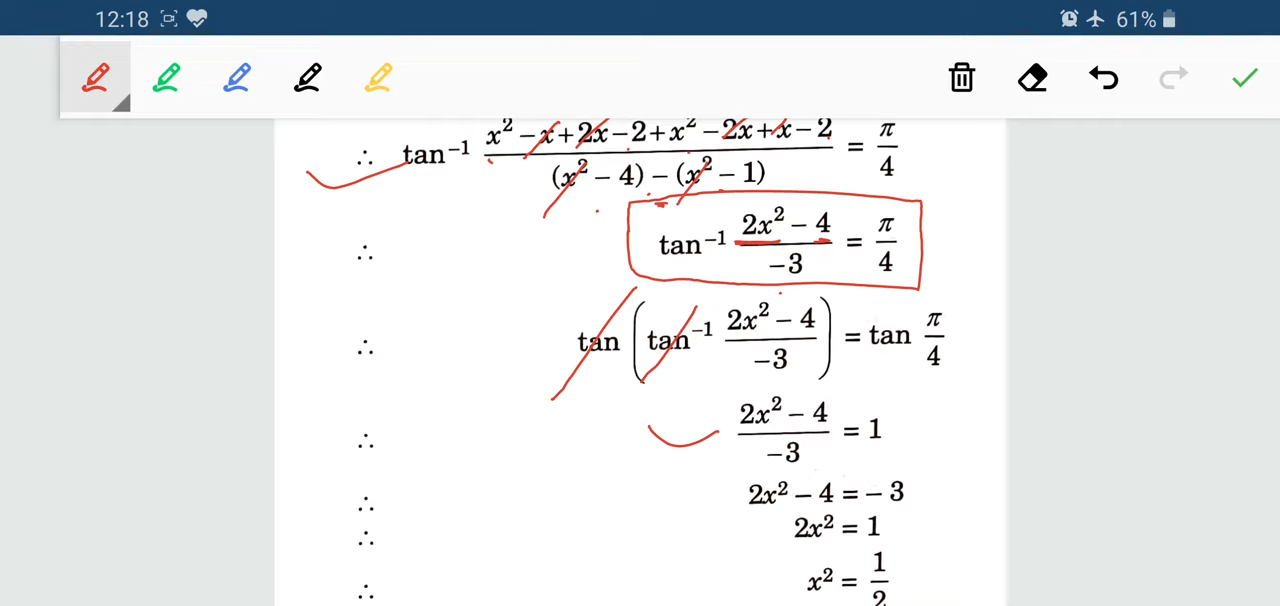 12:18 61%
∴ tan⁻¹ (x² − x + 2x − 2 + x² − 2x + x − 2)/((x² − 4) − (x² − 1)) = π/4
∴ tan⁻¹ (2x² − 4)/(−3) = π/4
∴ tan (tan⁻¹ (2x² − 4)/(−3)) = tan π/4
∴ (2x² − 4)/(−3) = 1
∴ 2x² − 4 = − 3
∴ 2x² = 1
∴ x² = 1/2